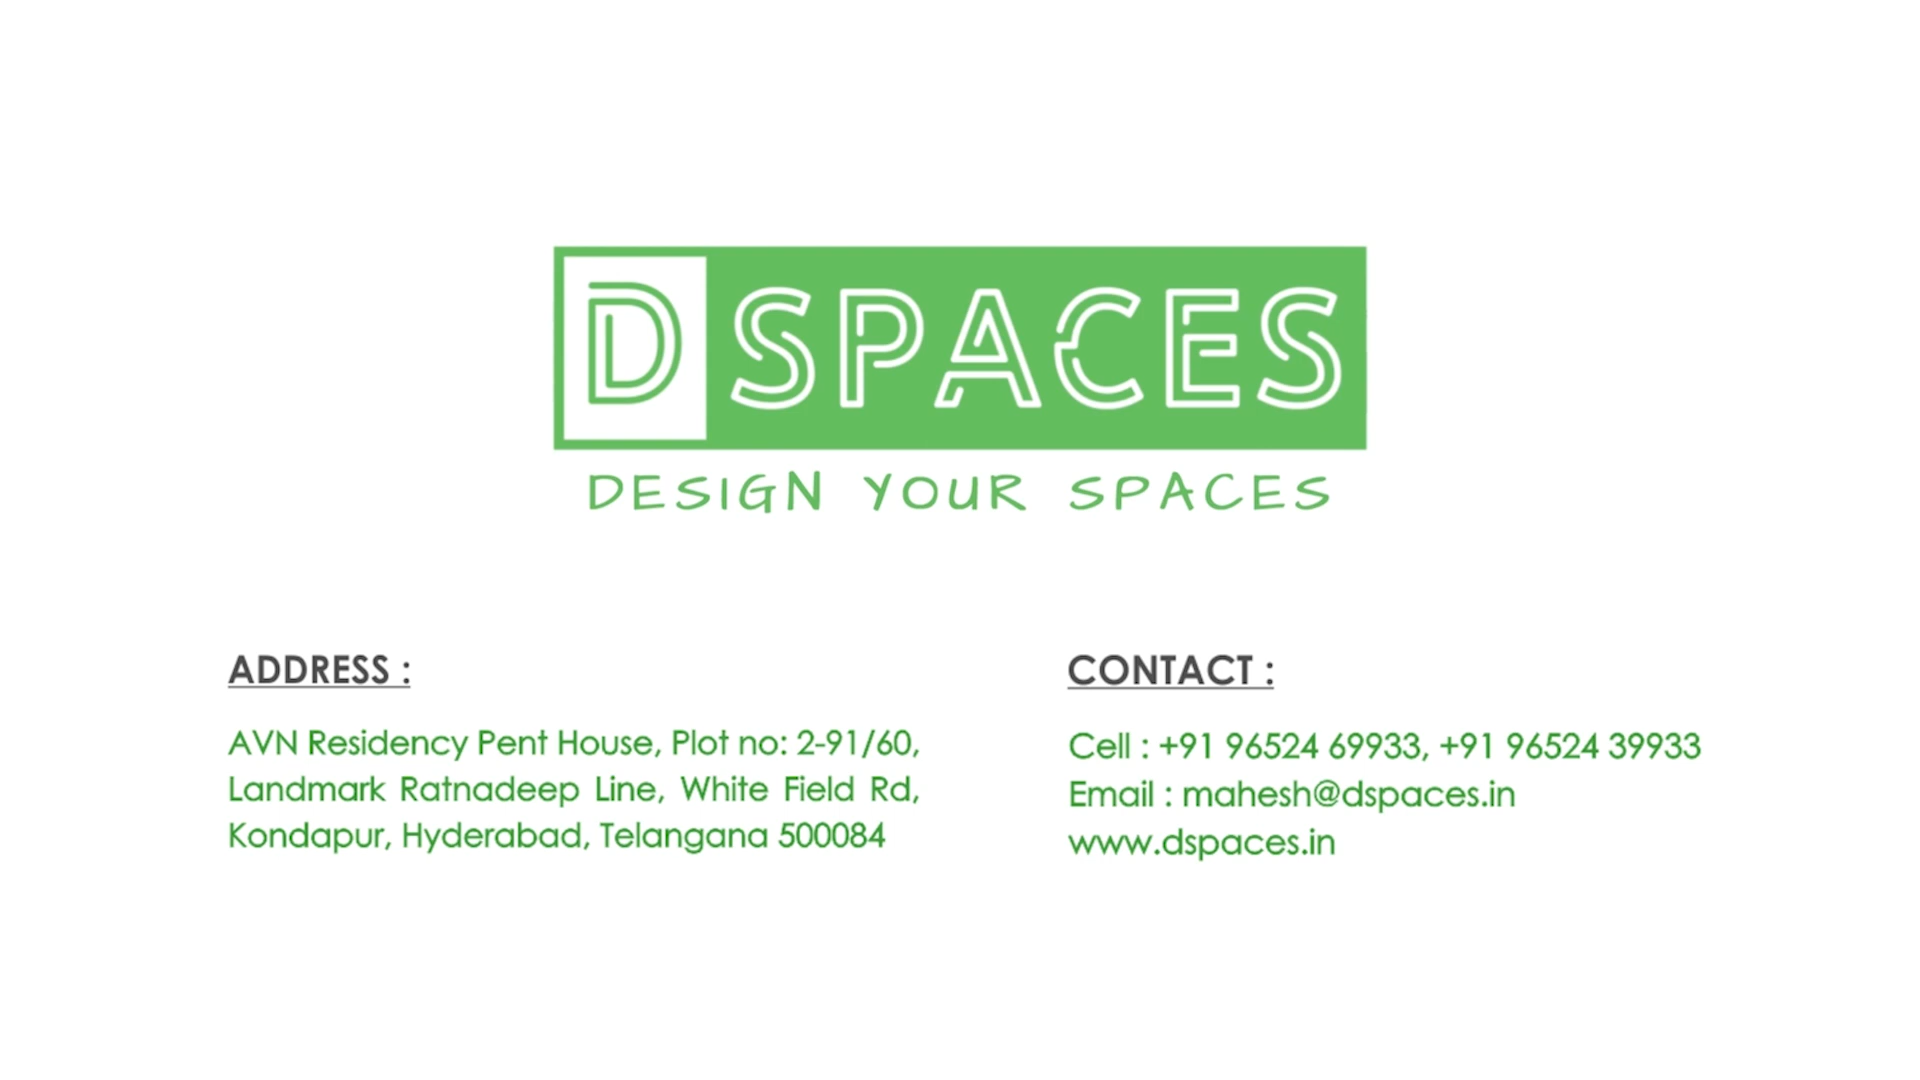 D SPACES
DESIGN YOUR SPACES
ADDRESS :
AVN Residency Pent House, Plot no: 2-91/60,
Landmark Ratnadeep Line, White Field Rd,
Kondapur, Hyderabad, Telangana 500084
CONTACT :
Cell : +91 96524 69933, +91 96524 39933
Email : mahesh@dspaces.in
www.dspaces.in